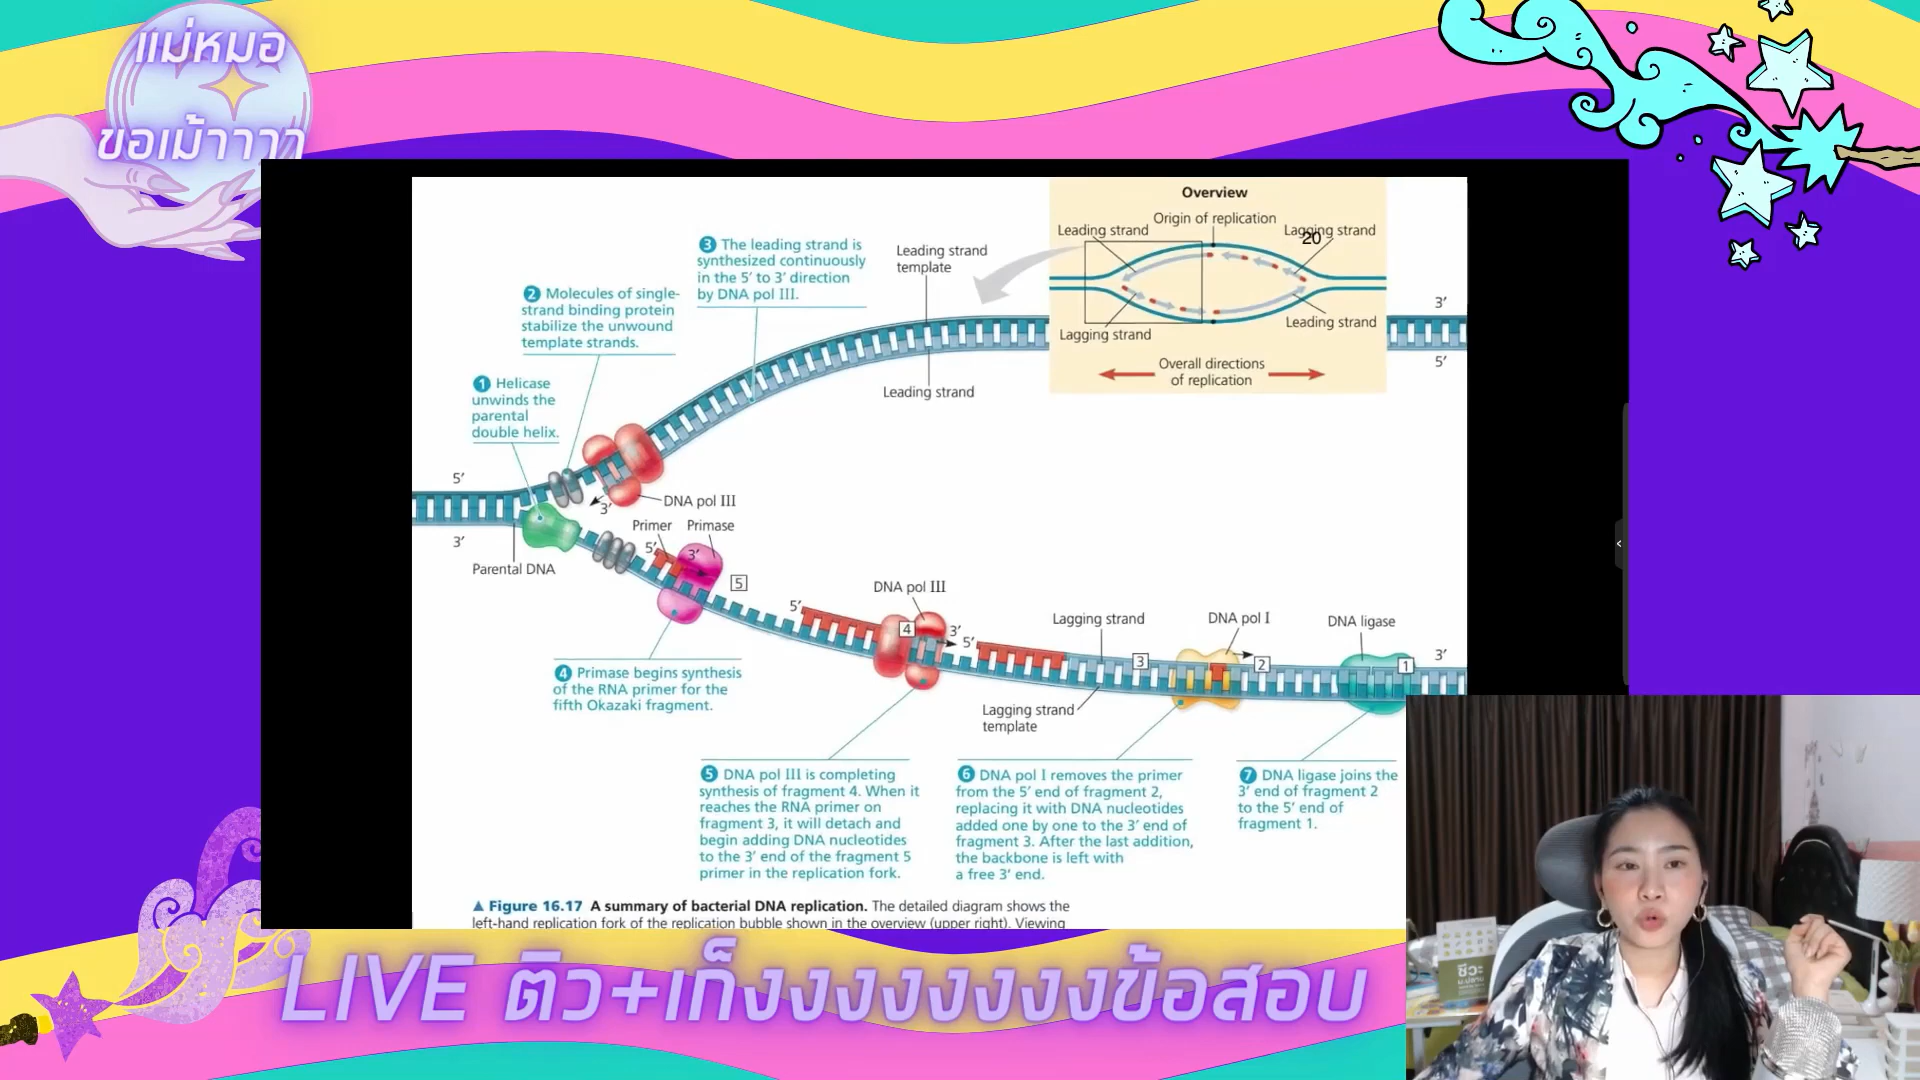 แม่หมอ
ขอเม้าาาา
Overview
Origin of replication
Leading strand
Lagging strand
20
Lagging strand
Leading strand
Overall directions
of replication
3 The leading strand is
synthesized continuously
in the 5′ to 3′ direction
by DNA pol III.
Leading strand
template
2 Molecules of single-
strand binding protein
stabilize the unwound
template strands.
1 Helicase
unwinds the
parental
double helix.
Leading strand
3′
5′
5′
3′
Parental DNA
DNA pol III
3′
Primer
Primase
5′
3′
5
5′
DNA pol III
4
3′
5′
Lagging strand
3
DNA pol I
2
DNA ligase
1
3′
Lagging strand
template
4 Primase begins synthesis
of the RNA primer for the
fifth Okazaki fragment.
5 DNA pol III is completing
synthesis of fragment 4. When it
reaches the RNA primer on
fragment 3, it will detach and
begin adding DNA nucleotides
to the 3′ end of the fragment 5
primer in the replication fork.
6 DNA pol I removes the primer
from the 5′ end of fragment 2,
replacing it with DNA nucleotides
added one by one to the 3′ end of
fragment 3. After the last addition,
the backbone is left with
a free 3′ end.
7 DNA ligase joins the
3′ end of fragment 2
to the 5′ end of
fragment 1.
▲ Figure 16.17 A summary of bacterial DNA replication. The detailed diagram shows the
left-hand replication fork of the replication bubble shown in the overview (upper right). Viewing
LIVE ติว+เก็งงงงงงงงงข้อสอบ
ชีวะ
ม.ปลาย